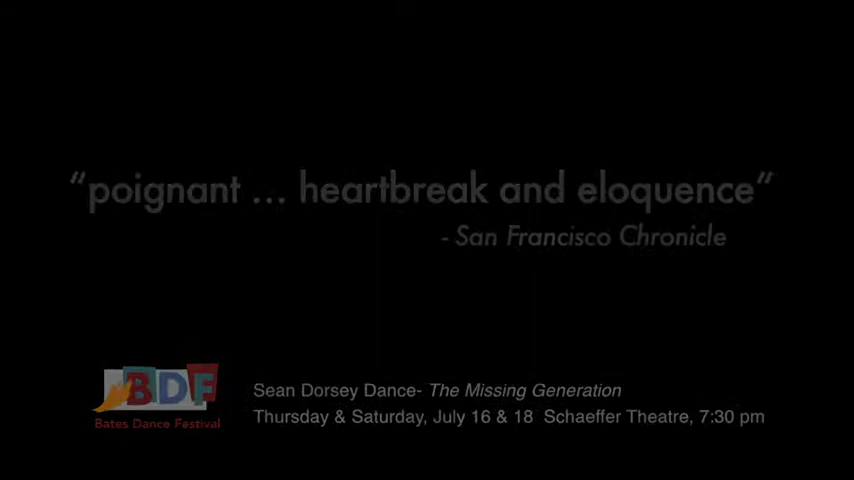 “poignant ... heartbreak and eloquence”
- San Francisco Chronicle
BDF
Bates Dance Festival
Sean Dorsey Dance- The Missing Generation
Thursday & Saturday, July 16 & 18 Schaeffer Theatre, 7:30 pm